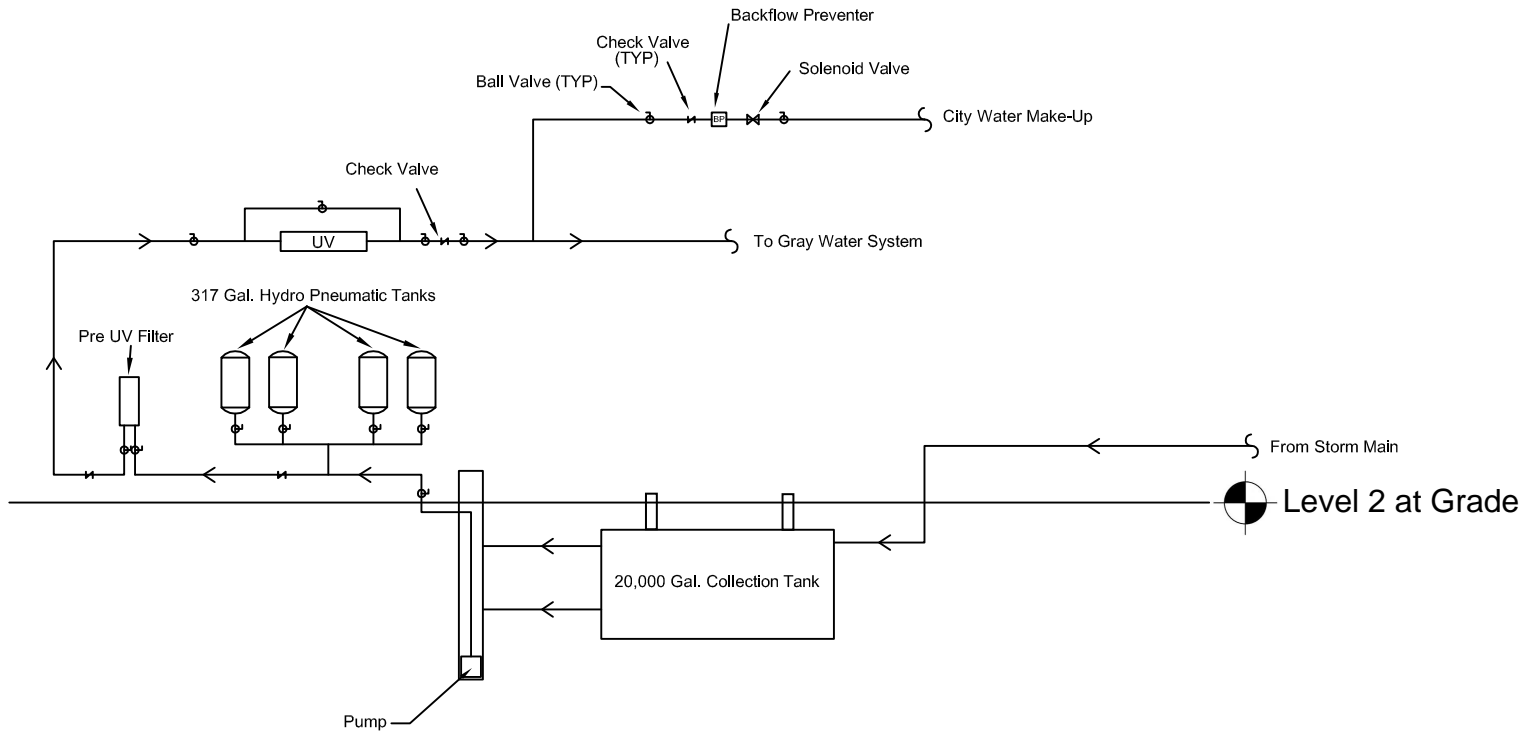 Backflow Preventer
Check Valve
(TYP)
Solenoid Valve
Ball Valve (TYP)
BP
City Water Make-Up
Check Valve
UV
To Gray Water System
317 Gal. Hydro Pneumatic Tanks
Pre UV Filter
From Storm Main
Level 2 at Grade
20,000 Gal. Collection Tank
Pump